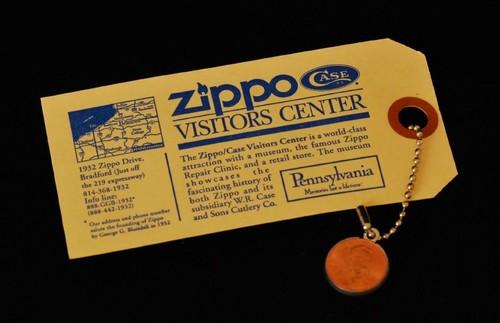 zippo CASE
VISITORS CENTER
The Zippo/Case Visitors Center is a world-class
attraction with a museum, the famous Zippo
Repair Clinic, and a retail store. The museum
showcases the
fascinating history of
both Zippo and its
subsidiary W.R. Case
and Sons Cutlery Co.
Pennsylvania
Memories last a lifetime
1932 Zippo Drive,
Bradford (Just off
the 219 expressway)
814-368-1932
Info line:
888-GGB-1932*
(888-442-1932)
* Our address and phone number
salute the founding of Zippo
by George G. Blaisdell in 1932